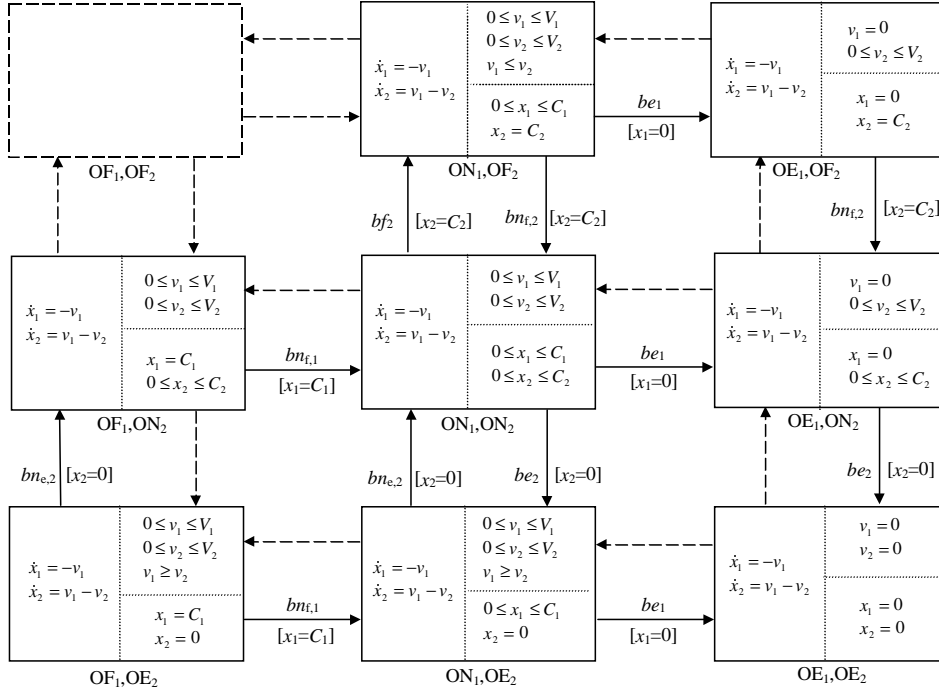 0 ≤ v₁ ≤ V₁
0 ≤ v₂ ≤ V₂
v₁ ≤ v₂
ẋ₁ = −v₁
ẋ₂ = v₁ − v₂
0 ≤ x₁ ≤ C₁
x₂ = C₂
ON₁,OF₂
be₁
[x₁=0]
v₁ = 0
0 ≤ v₂ ≤ V₂
ẋ₁ = −v₁
ẋ₂ = v₁ − v₂
x₁ = 0
x₂ = C₂
OE₁,OF₂
OF₁,OF₂
bf₂ [x₂=C₂]
bn_f,2 [x₂=C₂]
bn_f,2 [x₂=C₂]
0 ≤ v₁ ≤ V₁
0 ≤ v₂ ≤ V₂
ẋ₁ = −v₁
ẋ₂ = v₁ − v₂
x₁ = C₁
0 ≤ x₂ ≤ C₂
OF₁,ON₂
bn_f,1
[x₁=C₁]
0 ≤ v₁ ≤ V₁
0 ≤ v₂ ≤ V₂
ẋ₁ = −v₁
ẋ₂ = v₁ − v₂
0 ≤ x₁ ≤ C₁
0 ≤ x₂ ≤ C₂
ON₁,ON₂
be₁
[x₁=0]
v₁ = 0
0 ≤ v₂ ≤ V₂
ẋ₁ = −v₁
ẋ₂ = v₁ − v₂
x₁ = 0
0 ≤ x₂ ≤ C₂
OE₁,ON₂
bn_e,2 [x₂=0]
bn_e,2 [x₂=0]
be₂ [x₂=0]
be₂ [x₂=0]
0 ≤ v₁ ≤ V₁
0 ≤ v₂ ≤ V₂
v₁ ≥ v₂
ẋ₁ = −v₁
ẋ₂ = v₁ − v₂
x₁ = C₁
x₂ = 0
OF₁,OE₂
bn_f,1
[x₁=C₁]
0 ≤ v₁ ≤ V₁
0 ≤ v₂ ≤ V₂
v₁ ≥ v₂
ẋ₁ = −v₁
ẋ₂ = v₁ − v₂
0 ≤ x₁ ≤ C₁
x₂ = 0
ON₁,OE₂
be₁
[x₁=0]
v₁ = 0
v₂ = 0
ẋ₁ = −v₁
ẋ₂ = v₁ − v₂
x₁ = 0
x₂ = 0
OE₁,OE₂